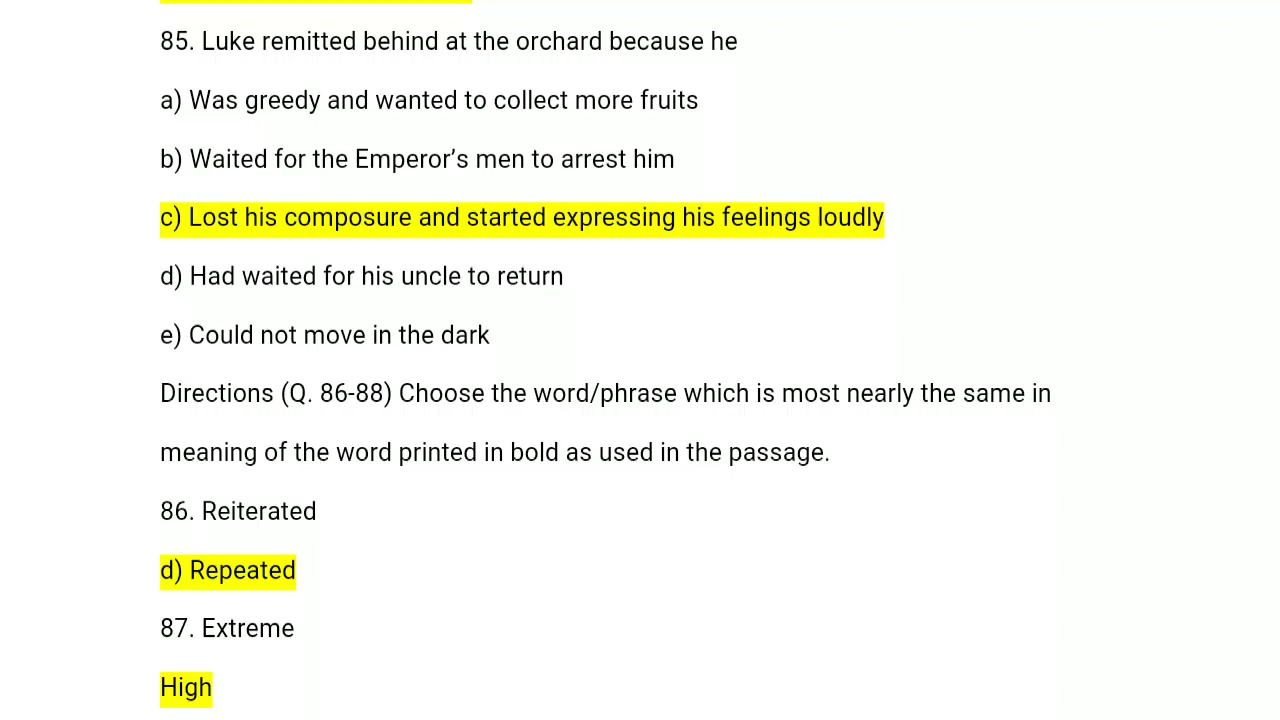 85. Luke remitted behind at the orchard because he
a) Was greedy and wanted to collect more fruits
b) Waited for the Emperor’s men to arrest him
c) Lost his composure and started expressing his feelings loudly
d) Had waited for his uncle to return
e) Could not move in the dark
Directions (Q. 86-88) Choose the word/phrase which is most nearly the same in
meaning of the word printed in bold as used in the passage.
86. Reiterated
d) Repeated
87. Extreme
High